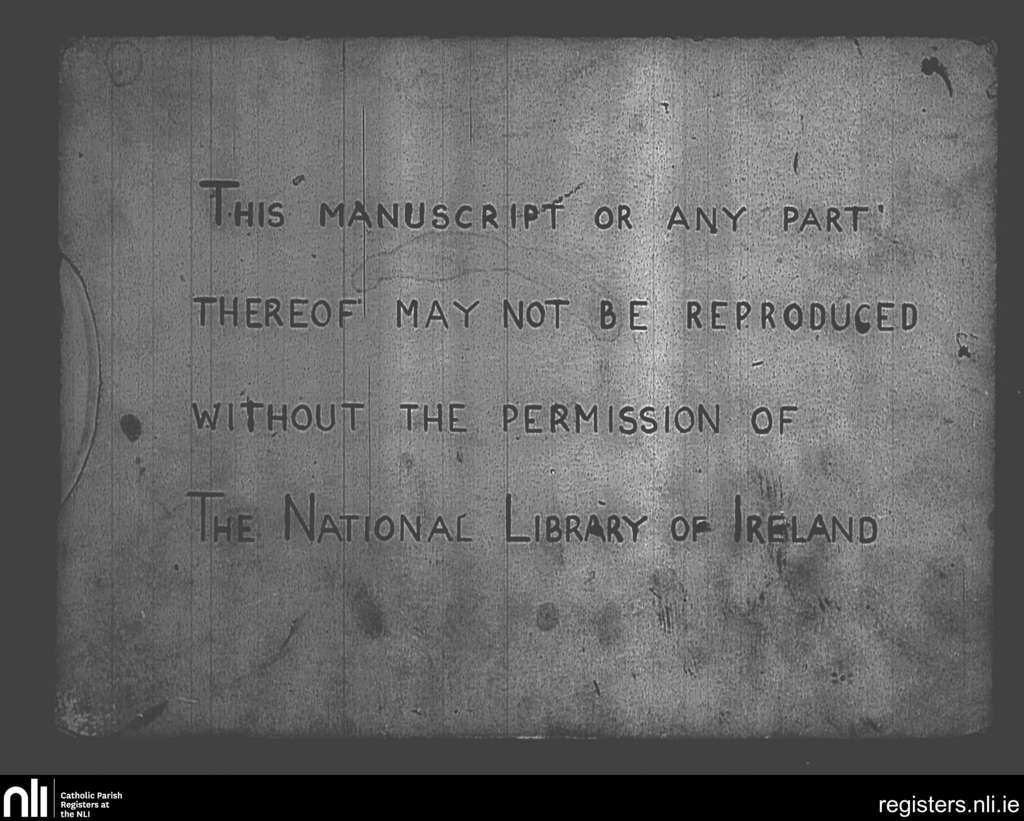 THIS MANUSCRIPT OR ANY PART
THEREOF MAY NOT BE REPRODUCED
WITHOUT THE PERMISSION OF
THE NATIONAL LIBRARY OF IRELAND
nli
Catholic Parish
Registers at
the NLI
registers.nli.ie